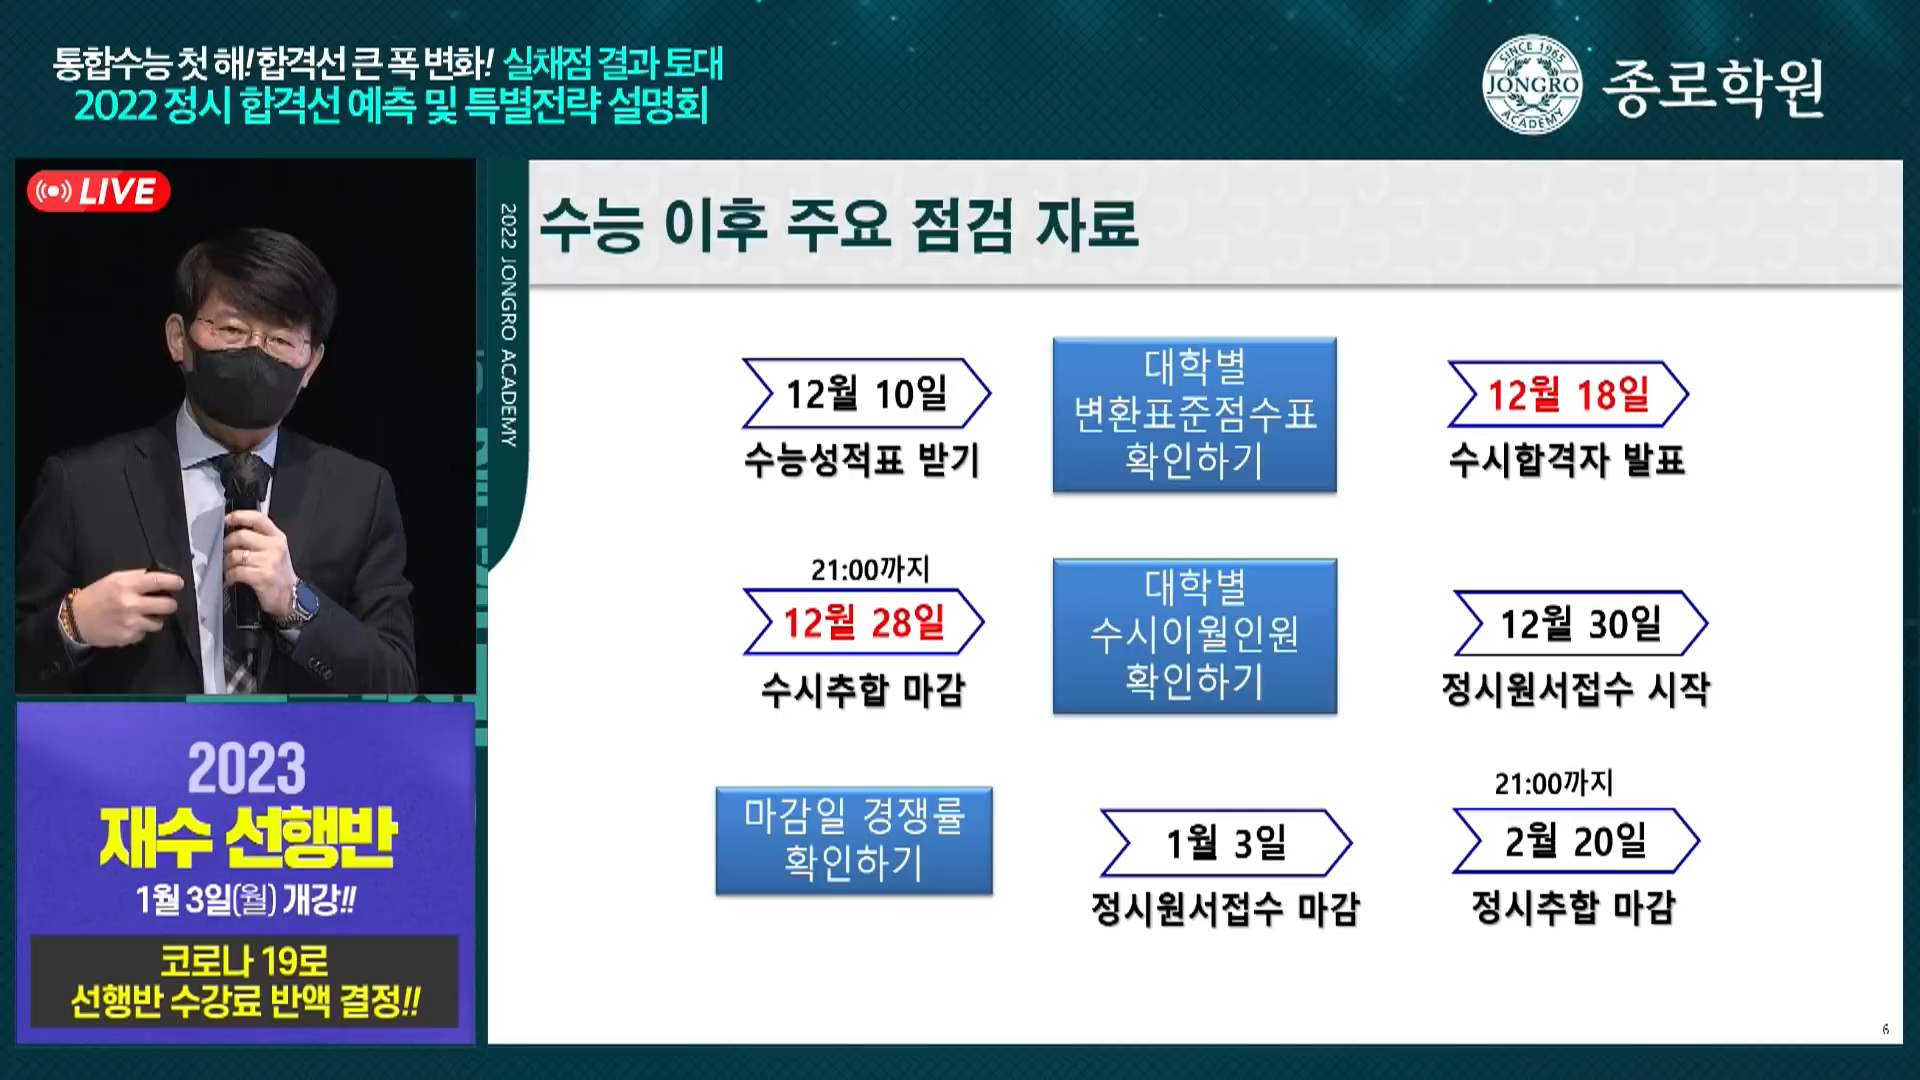 통합수능 첫 해! 합격선 큰 폭 변화! 실채점 결과 토대
2022 정시 합격선 예측 및 특별전략 설명회
SINCE 1965
JONGRO
ACADEMY
종로학원
LIVE
2022 JONGRO ACADEMY
수능 이후 주요 점검 자료
12월 10일
수능성적표 받기
대학별
변환표준점수표
확인하기
12월 18일
수시합격자 발표
21:00까지
12월 28일
수시추합 마감
대학별
수시이월인원
확인하기
12월 30일
정시원서접수 시작
마감일 경쟁률
확인하기
1월 3일
정시원서접수 마감
21:00까지
2월 20일
정시추합 마감
2023
재수 선행반
1월 3일(월) 개강!!
코로나 19로
선행반 수강료 반액 결정!!
6